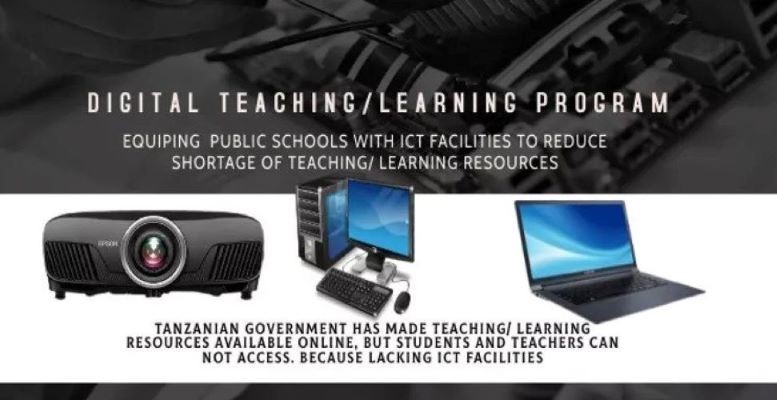 DIGITAL TEACHING/LEARNING PROGRAM
EQUIPING PUBLIC SCHOOLS WITH ICT FACILITIES TO REDUCE
SHORTAGE OF TEACHING/ LEARNING RESOURCES
EPSON
TANZANIAN GOVERNMENT HAS MADE TEACHING/ LEARNING
RESOURCES AVAILABLE ONLINE, BUT STUDENTS AND TEACHERS CAN
NOT ACCESS. BECAUSE LACKING ICT FACILITIES